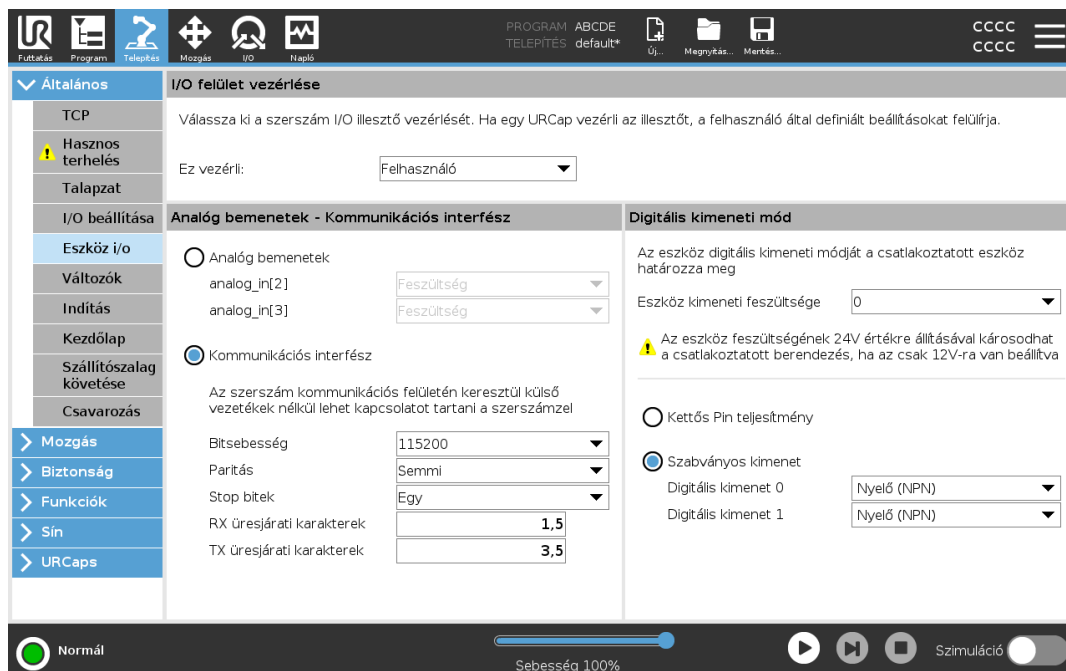 UR
Futtatás
Program
Telepítés
Mozgás
I/O
Napló
PROGRAM ABCDE
TELEPÍTÉS default*
Új...
Megnyitás...
Mentés...
CCCC
CCCC
Általános
TCP
Hasznos
terhelés
Talapzat
I/O beállítása
Eszköz i/o
Változók
Indítás
Kezdőlap
Szállítószalag
követése
Csavarozás
Mozgás
Biztonság
Funkciók
Sín
URCaps
I/O felület vezérlése
Válassza ki a szerszám I/O illesztő vezérlését. Ha egy URCap vezérli az illesztőt, a felhasználó által definiált beállításokat felülírja.
Ez vezérli:
Felhasználó
Analóg bemenetek - Kommunikációs interfész
Analóg bemenetek
analog_in[2]
Feszültség
analog_in[3]
Feszültség
Kommunikációs interfész
Az szerszám kommunikációs felületén keresztül külső
vezetékek nélkül lehet kapcsolatot tartani a szerszámzel
Bitsebesség
115200
Paritás
Semmi
Stop bitek
Egy
RX üresjárati karakterek
1,5
TX üresjárati karakterek
3,5
Digitális kimeneti mód
Az eszköz digitális kimeneti módját a csatlakoztatott eszköz
határozza meg
Eszköz kimeneti feszültsége
0
Az eszköz feszültségének 24V értékre állításával károsodhat
a csatlakoztatott berendezés, ha az csak 12V-ra van beállítva
Kettős Pin teljesítmény
Szabványos kimenet
Digitális kimenet 0
Nyelő (NPN)
Digitális kimenet 1
Nyelő (NPN)
Normál
Sebesség 100%
Szimuláció